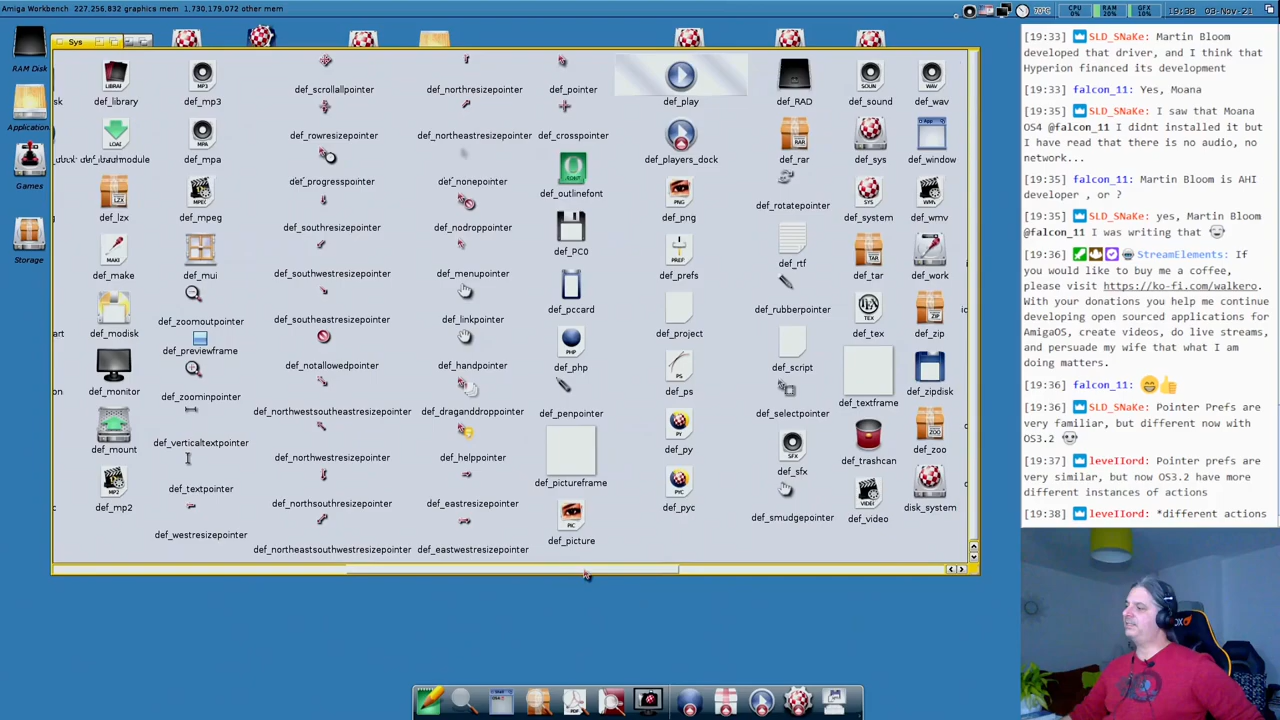 Amiga Workbench 227,256,832 graphics mem 1,730,179,072 other mem
70°C CPU 0% RAM 20% GFX 10% 19:38 03-Nov-21
RAM Disk
Application
Games
Storage
Sys
def_library
def_mp3
def_scrollallpointer
def_northresizepointer
def_pointer
def_play
def_RAD
def_sound
def_wav
def_mpa
def_rowresizepointer
def_northeastresizepointer
def_crosspointer
def_players_dock
def_rar
def_sys
def_window
def_lzx
def_mpeg
def_progresspointer
def_nonepointer
def_outlinefont
def_png
def_rotatepointer
def_system
def_wmv
def_southresizepointer
def_nodroppointer
def_make
def_mui
def_southwestresizepointer
def_menupointer
def_PC0
def_prefs
def_rtf
def_tar
def_work
def_modisk
def_zoomoutpointer
def_southeastresizepointer
def_linkpointer
def_pccard
def_project
def_rubberpointer
def_tex
def_zip
def_previewframe
def_monitor
def_notallowedpointer
def_handpointer
def_php
def_ps
def_script
def_textframe
def_zipdisk
def_zoominpointer
def_northwestsoutheastresizepointer
def_draganddroppointer
def_penpointer
def_selectpointer
def_mount
def_verticaltextpointer
def_northwestresizepointer
def_helppointer
def_pictureframe
def_py
def_sfx
def_trashcan
def_zoo
def_mp2
def_textpointer
def_northsouthresizepointer
def_eastresizepointer
def_pyc
def_smudgepointer
def_video
disk_system
def_westresizepointer
def_northeastsouthwestresizepointer
def_eastwestresizepointer
def_picture
[19:33] SLD_SNaKe: Martin Bloom
developed that driver, and I think that
Hyperion financed its development
[19:33] falcon_11: Yes, Moana
[19:35] SLD_SNaKe: I saw that Moana
OS4 @falcon_11 I didnt installed it but
I have read that there is no audio, no
network...
[19:35] falcon_11: Martin Bloom is AHI
developer , or ?
[19:35] SLD_SNaKe: yes, Martin Bloom
@falcon_11 I was writing that
[19:36] StreamElements: If
you would like to buy me a coffee,
please visit https://ko-fi.com/walkero.
With your donations you help me continue
developing open sourced applications for
AmigaOS, create videos, do live streams,
and persuade my wife that what I am
doing matters.
[19:36] falcon_11:
[19:36] SLD_SNaKe: Pointer Prefs are
very familiar, but different now with
OS3.2
[19:37] levelIord: Pointer prefs are
very similar, but now OS3.2 have more
different instances of actions
[19:38] levelIord: *different actions